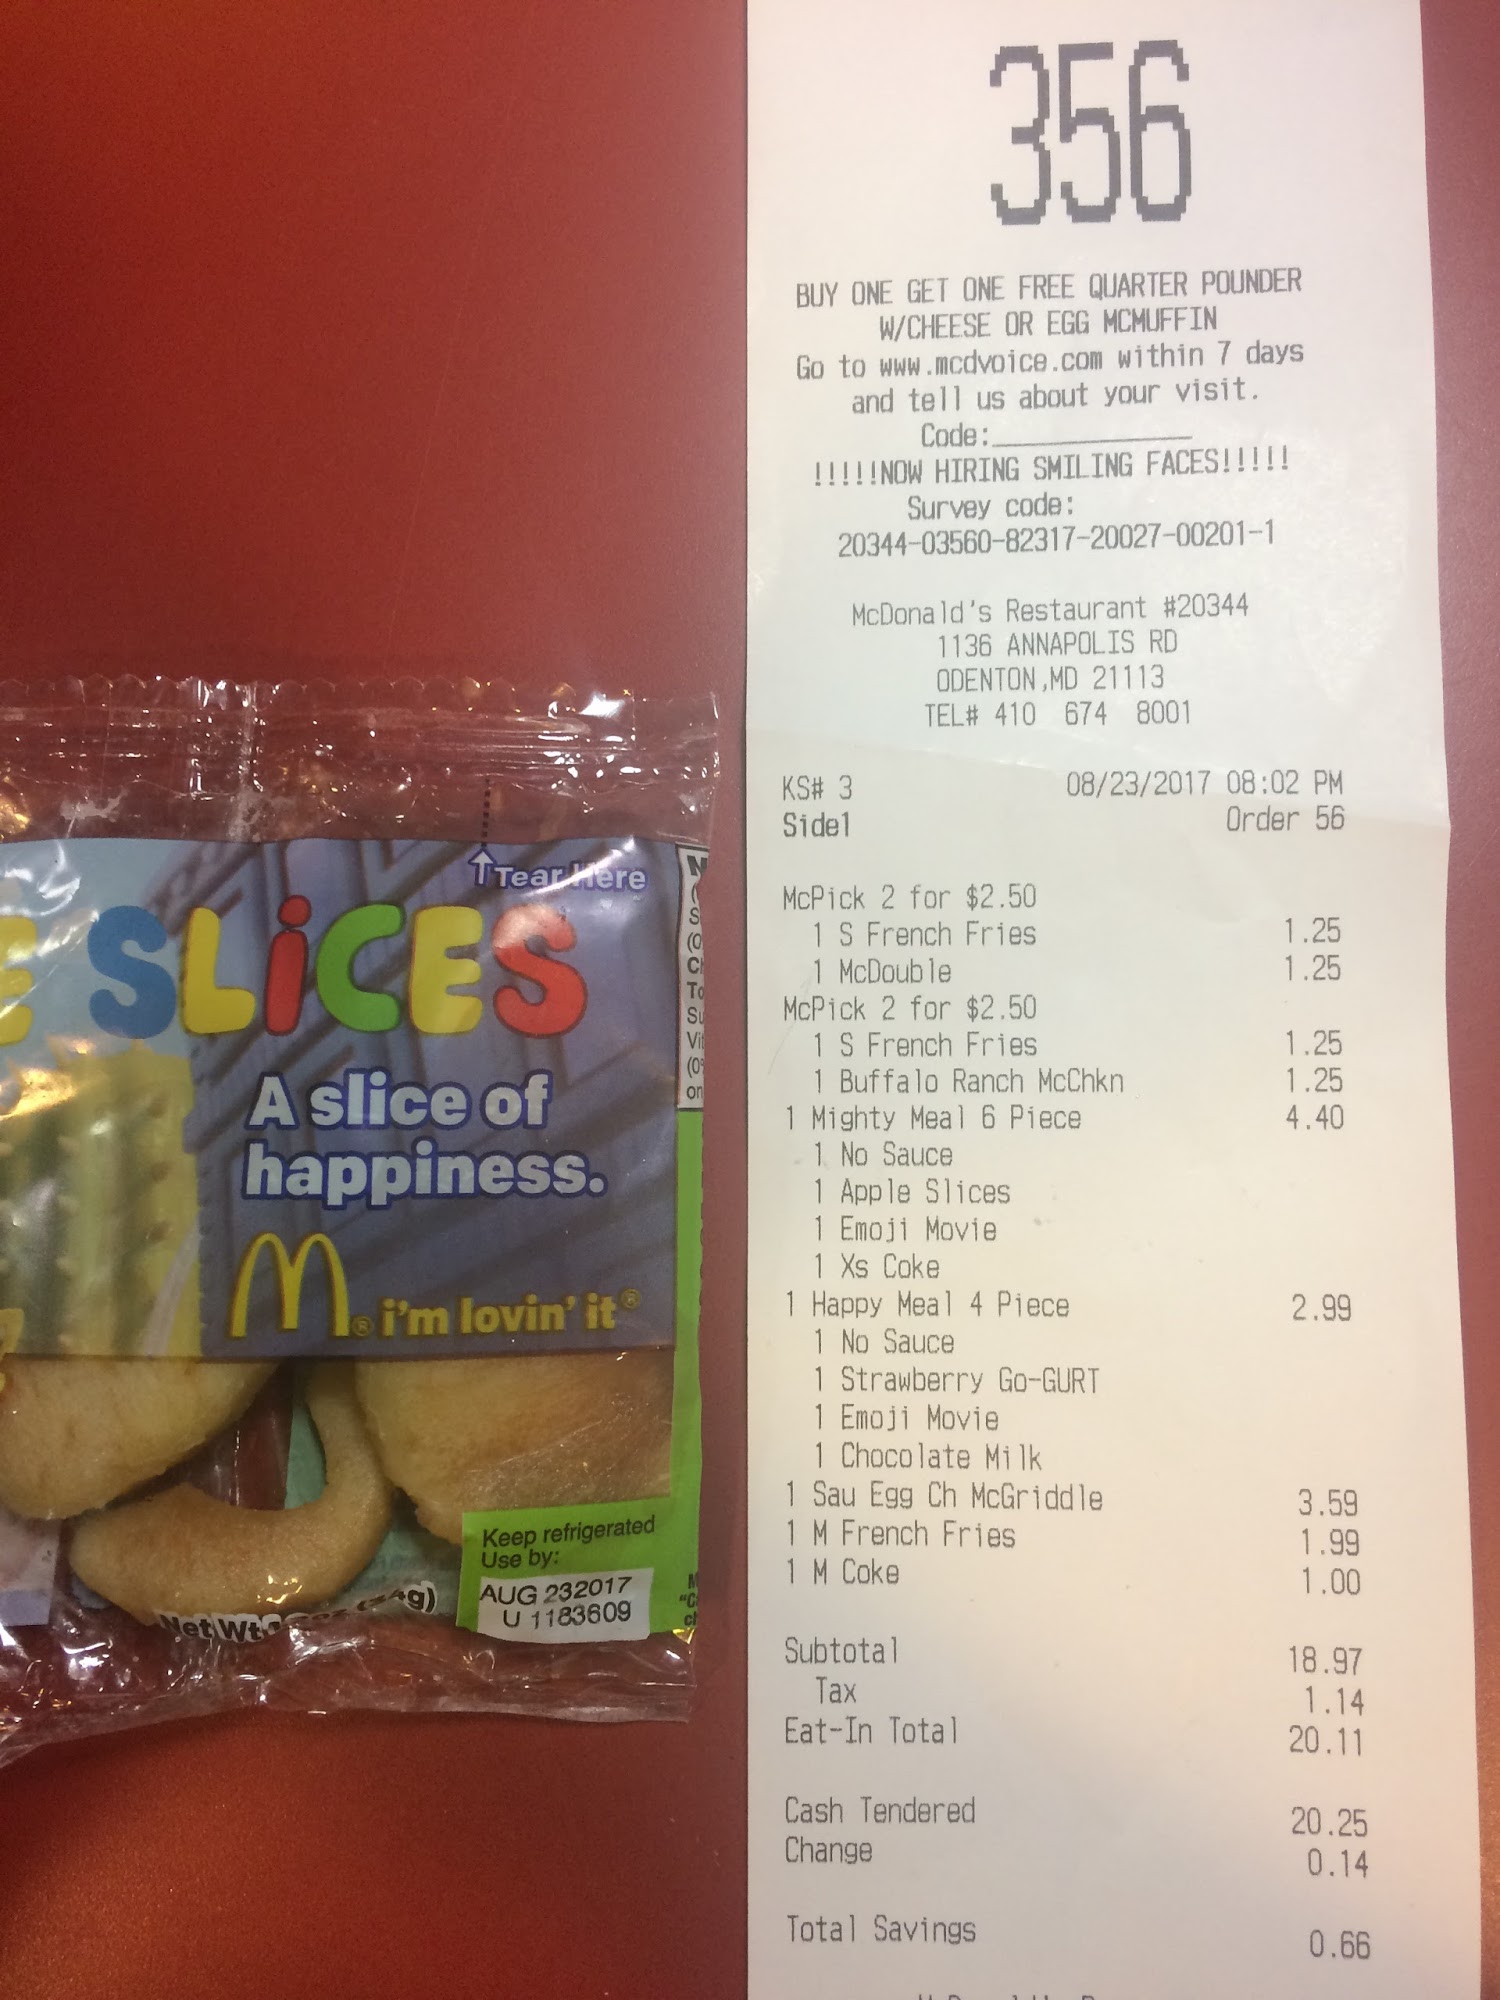 SLiCES
Tear Here
A slice of
happiness.
i'm lovin' it®
Keep refrigerated
Use by:
AUG 232017
U 1183609
Net Wt
356
BUY ONE GET ONE FREE QUARTER POUNDER
W/CHEESE OR EGG MCMUFFIN
Go to www.mcdvoice.com within 7 days
and tell us about your visit.
Code:
!!!!!NOW HIRING SMILING FACES!!!!!
Survey code:
20344-03560-82317-20027-00201-1
McDonald's Restaurant #20344
1136 ANNAPOLIS RD
ODENTON,MD 21113
TEL# 410 674 8001
KS# 3 08/23/2017 08:02 PM
Side1 Order 56
McPick 2 for $2.50
1 S French Fries 1.25
1 McDouble 1.25
McPick 2 for $2.50
1 S French Fries 1.25
1 Buffalo Ranch McChkn 1.25
1 Mighty Meal 6 Piece 4.40
1 No Sauce
1 Apple Slices
1 Emoji Movie
1 Xs Coke
1 Happy Meal 4 Piece 2.99
1 No Sauce
1 Strawberry Go-GURT
1 Emoji Movie
1 Chocolate Milk
1 Sau Egg Ch McGriddle 3.59
1 M French Fries 1.99
1 M Coke 1.00
Subtotal 18.97
Tax 1.14
Eat-In Total 20.11
Cash Tendered 20.25
Change 0.14
Total Savings 0.66